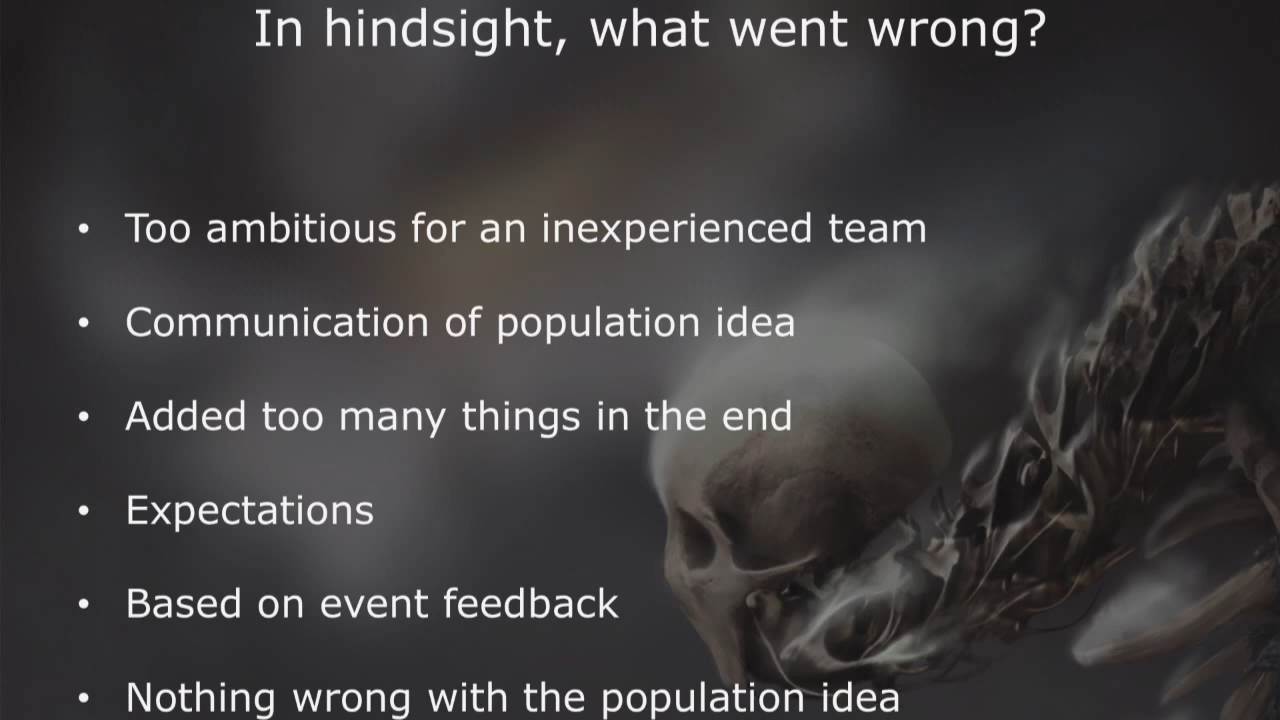 In hindsight, what went wrong?
• Too ambitious for an inexperienced team
• Communication of population idea
• Added too many things in the end
• Expectations
• Based on event feedback
• Nothing wrong with the population idea